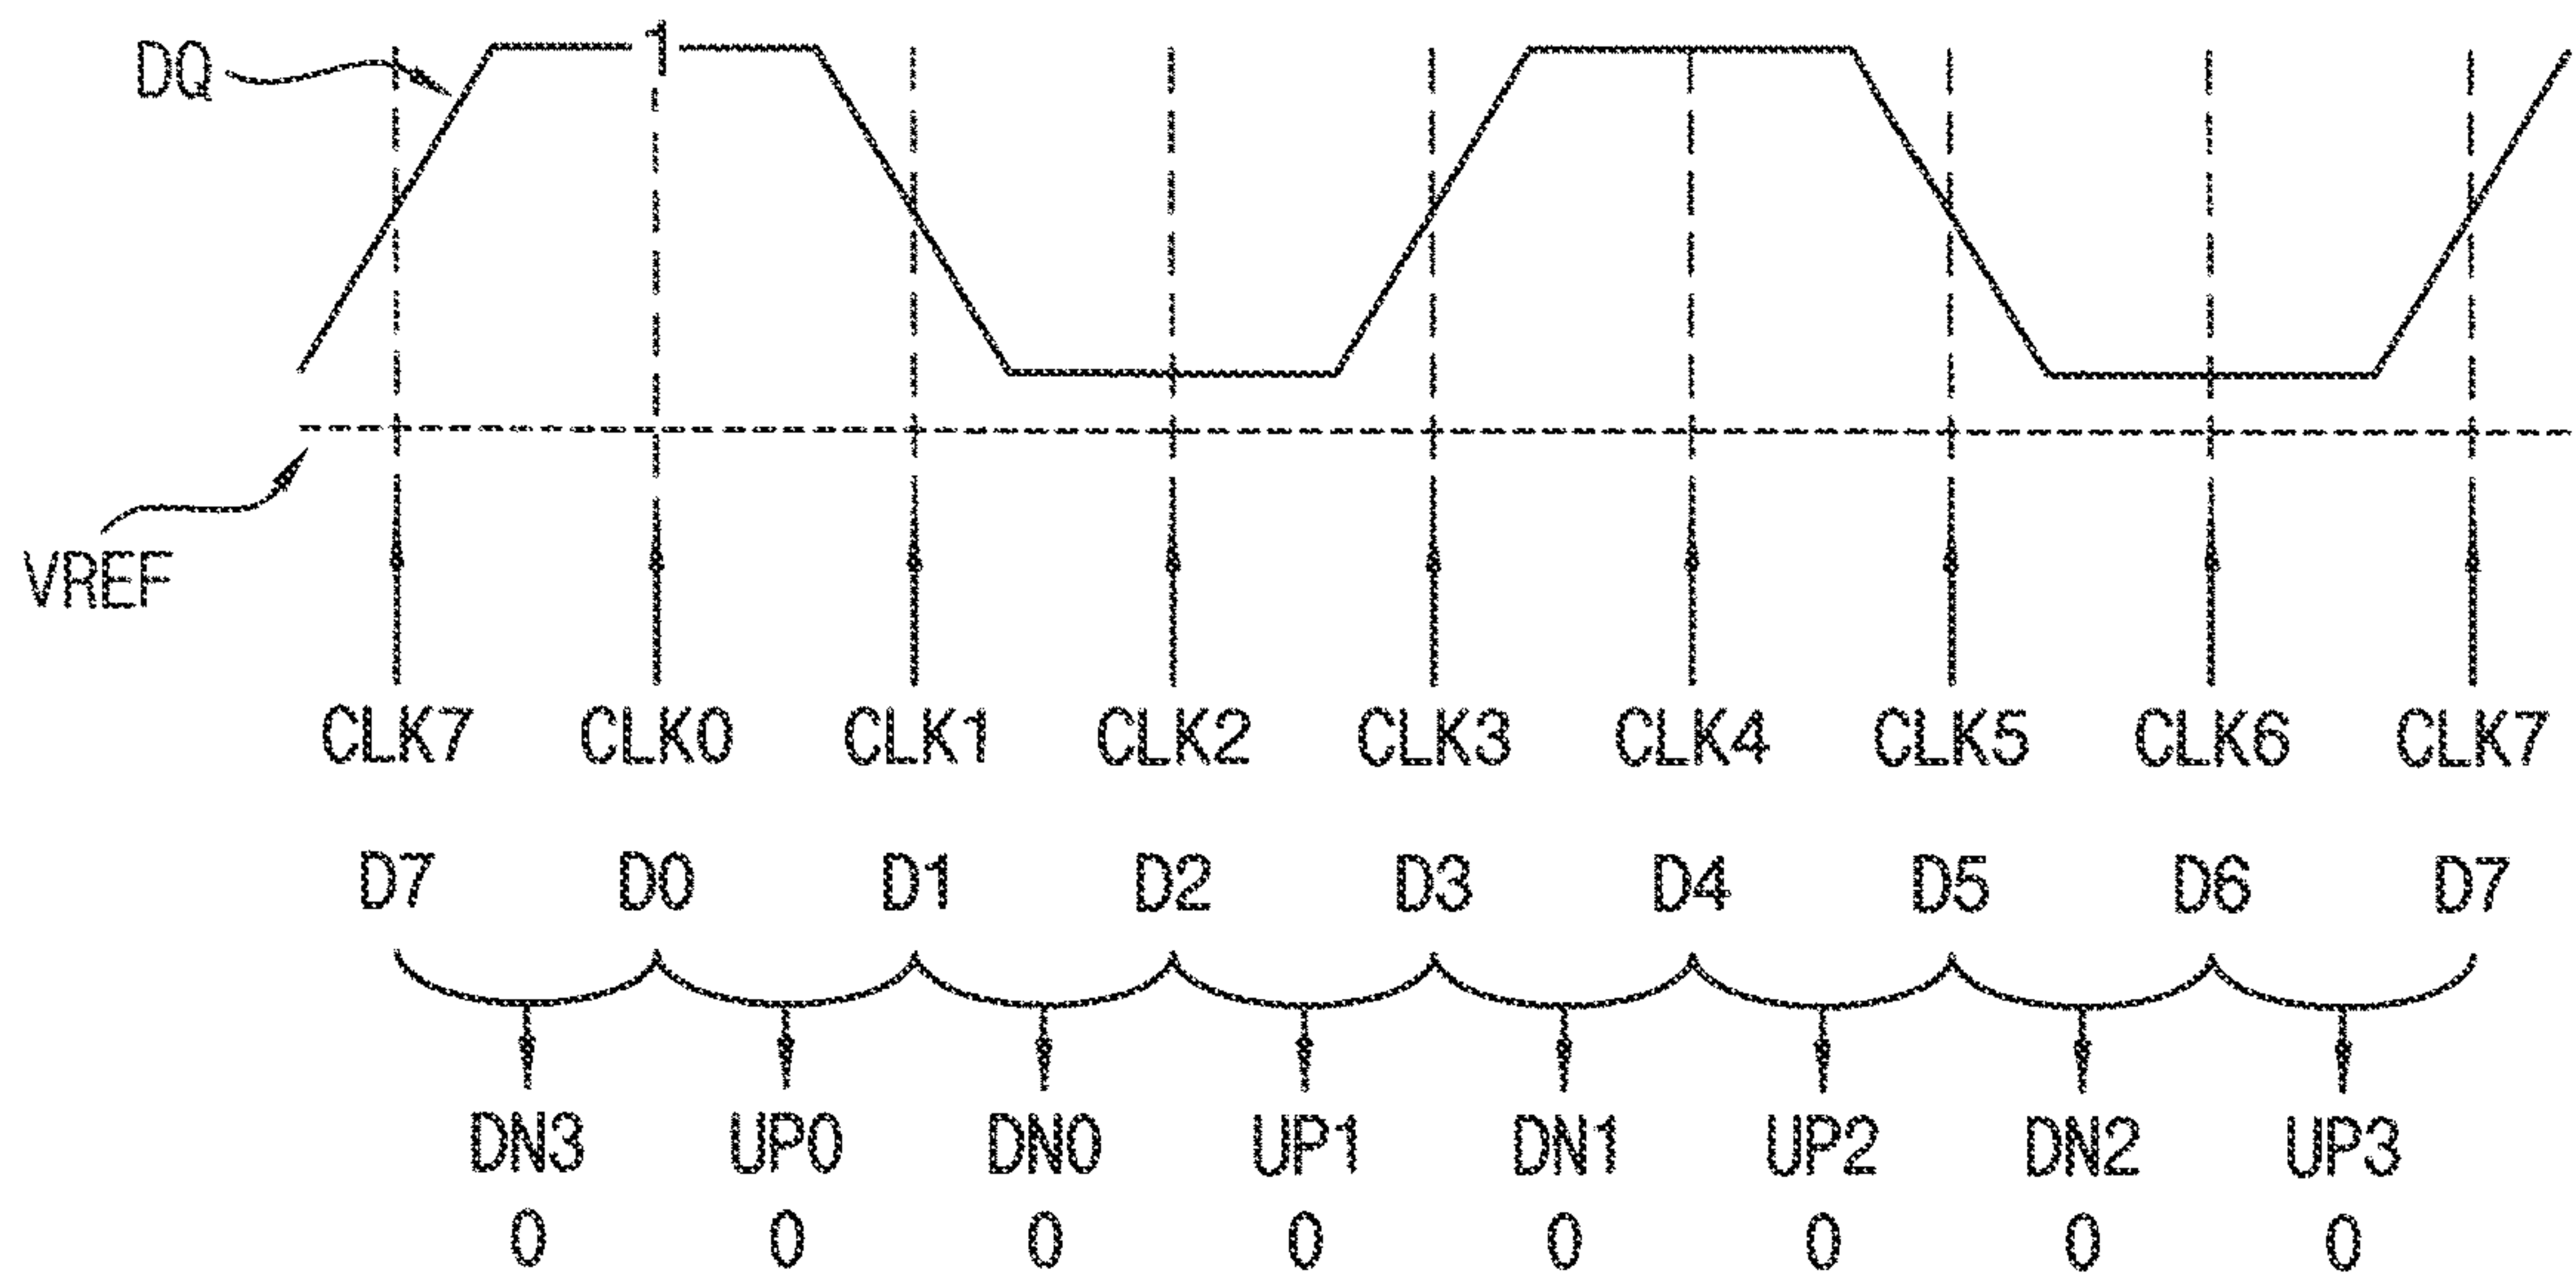 1
DQ
VREF
CLK7 CLK0 CLK1 CLK2 CLK3 CLK4 CLK5 CLK6 CLK7
D7 D0 D1 D2 D3 D4 D5 D6 D7
DN3 UP0 DN0 UP1 DN1 UP2 DN2 UP3
0 0 0 0 0 0 0 0